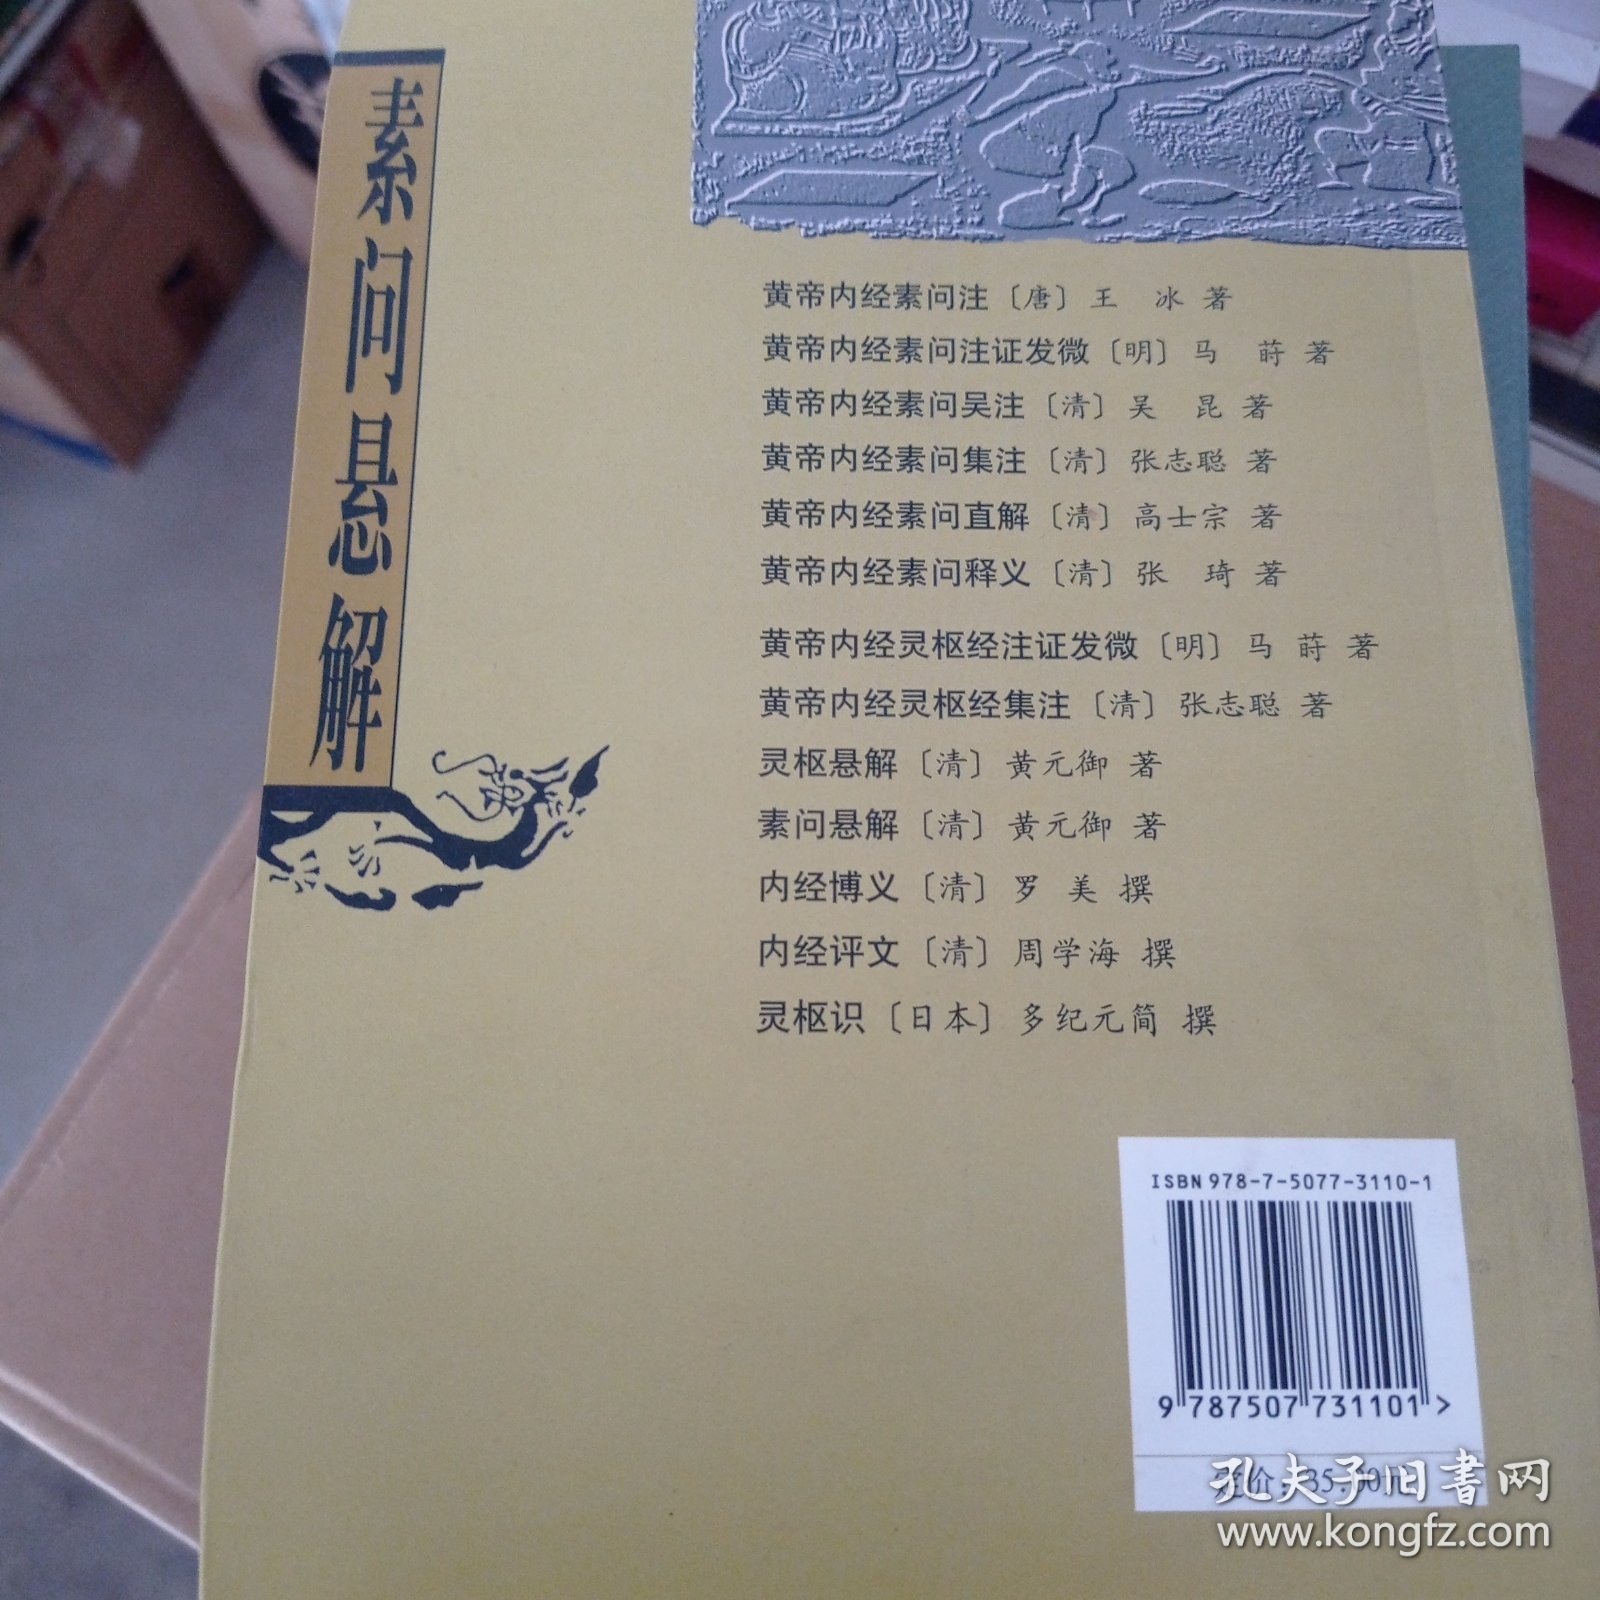 素问悬解
黄帝内经素问注〔唐〕王 冰 著
黄帝内经素问注证发微〔明〕马 莳 著
黄帝内经素问吴注〔清〕吴 昆 著
黄帝内经素问集注〔清〕张志聪 著
黄帝内经素问直解〔清〕高士宗 著
黄帝内经素问释义〔清〕张 琦 著
黄帝内经灵枢经注证发微〔明〕马 莳 著
黄帝内经灵枢经集注〔清〕张志聪 著
灵枢悬解〔清〕黄元御 著
素问悬解〔清〕黄元御 著
内经博义〔清〕罗 美 撰
内经评文〔清〕周学海 撰
灵枢识〔日本〕多纪元简 撰
ISBN 978-7-5077-3110-1
9 787507 731101 >
定价：35.00元
孔夫子旧书网
www.kongfz.com